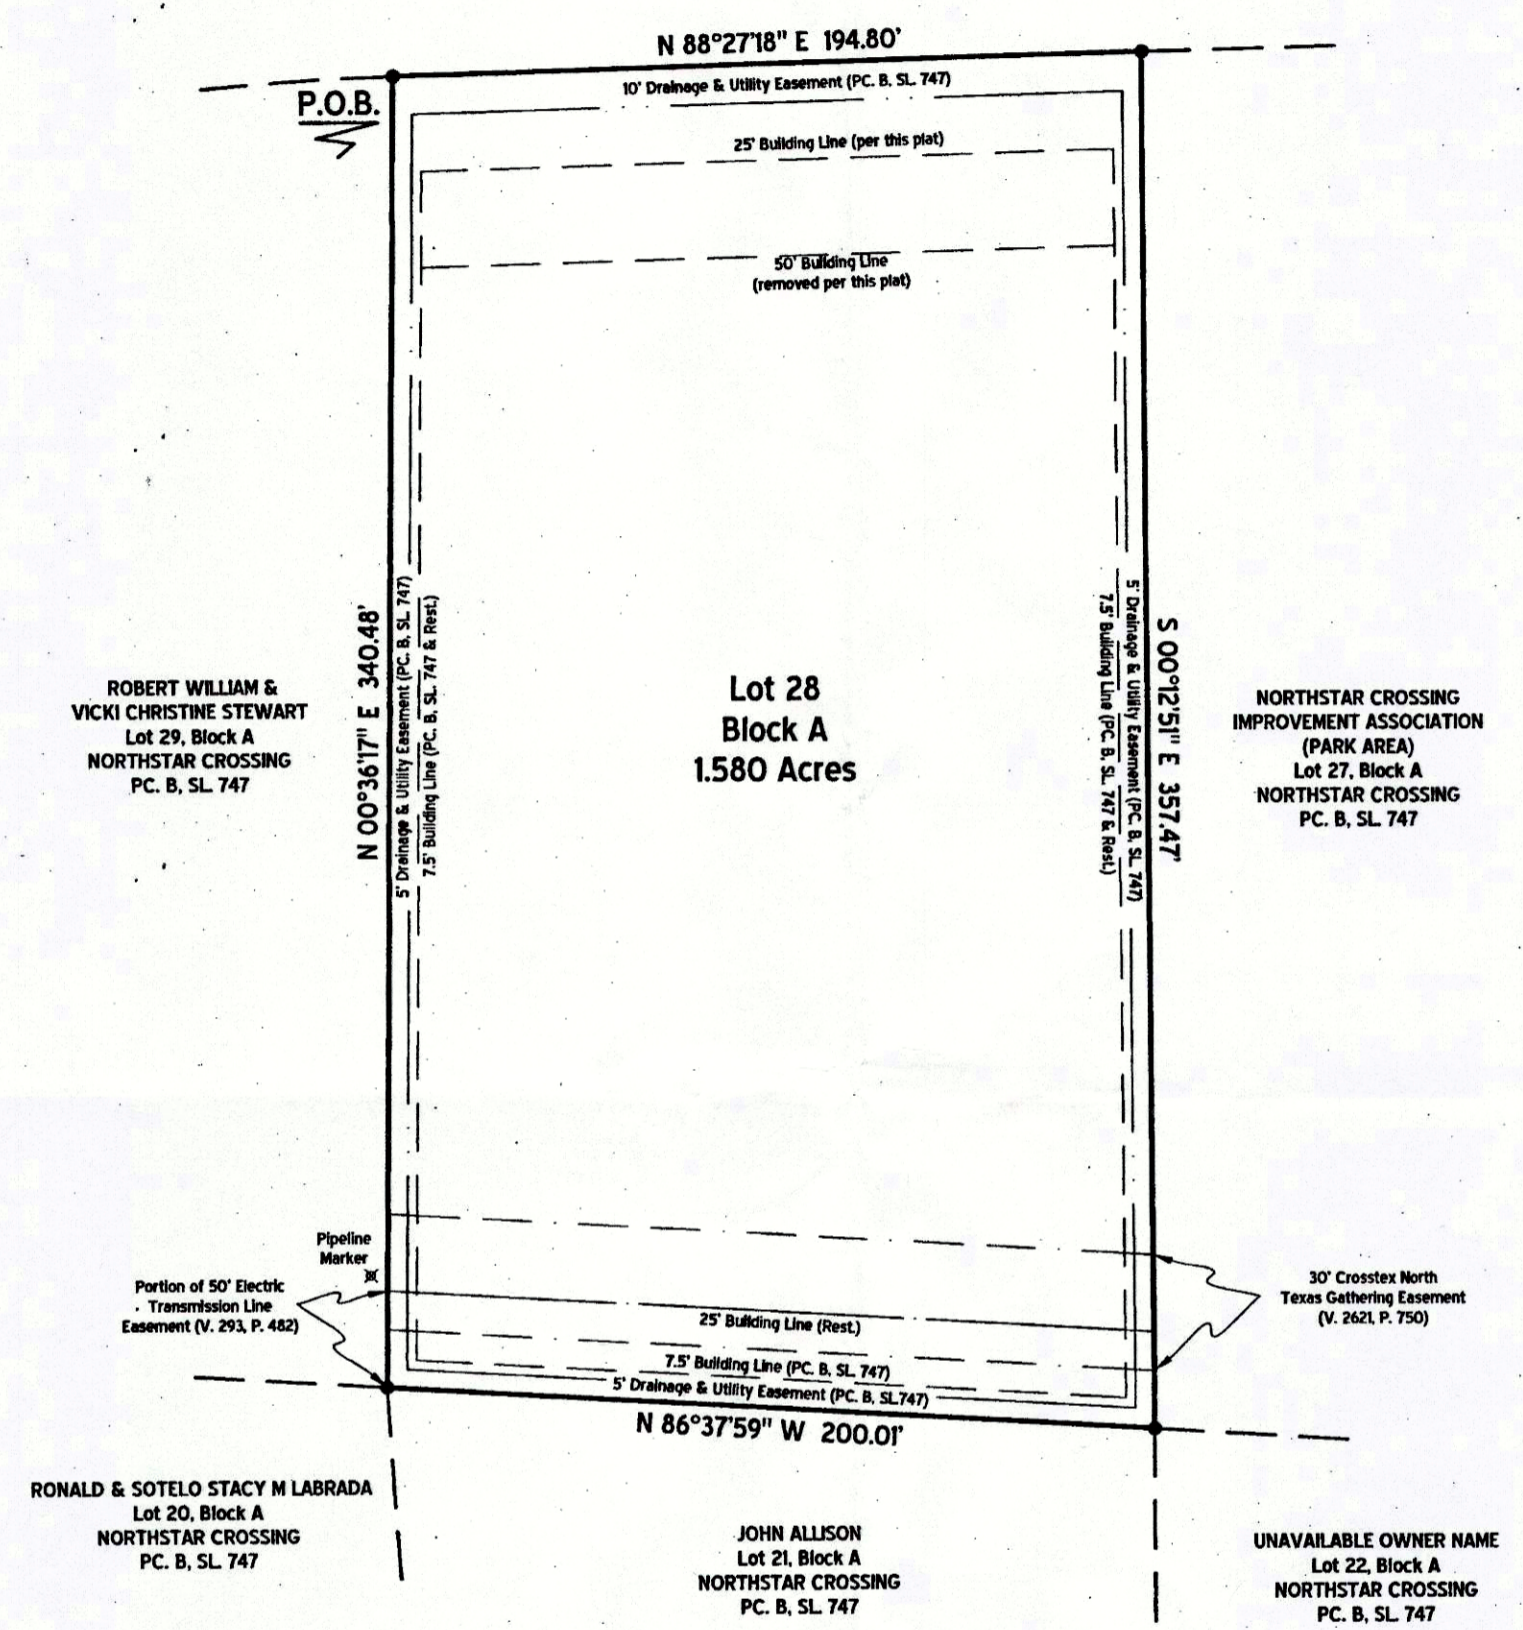 N 88°27'18" E 194.80'
P.O.B.
10' Drainage & Utility Easement (PC. B, SL. 747)
25' Building Line (per this plat)
50' Building Line
(removed per this plat)
N 00°36'17" E 340.48'
5' Drainage & Utility Easement (PC. B, SL 747)
7.5' Building Line (PC. B, SL. 747 & Rest.)
7.5' Building Line (PC. B, SL. 747 & Rest.)
5' Drainage & Utility Easement (PC. B, SL. 747)
S 00°12'51" E 357.47'
ROBERT WILLIAM &
VICKI CHRISTINE STEWART
Lot 29, Block A
NORTHSTAR CROSSING
PC. B, SL 747
Lot 28
Block A
1.580 Acres
NORTHSTAR CROSSING
IMPROVEMENT ASSOCIATION
(PARK AREA)
Lot 27, Block A
NORTHSTAR CROSSING
PC. B, SL 747
Pipeline
Marker
Portion of 50' Electric
Transmission Line
Easement (V. 293, P. 482)
30' Crosstex North
Texas Gathering Easement
(V. 2621, P. 750)
25' Building Line (Rest.)
7.5' Building Line (PC. B, SL 747)
5' Drainage & Utility Easement (PC. B, SL747)
N 86°37'59" W 200.01'
RONALD & SOTELO STACY M LABRADA
Lot 20, Block A
NORTHSTAR CROSSING
PC. B, SL 747
JOHN ALLISON
Lot 21, Block A
NORTHSTAR CROSSING
PC. B, SL 747
UNAVAILABLE OWNER NAME
Lot 22, Block A
NORTHSTAR CROSSING
PC. B, SL 747